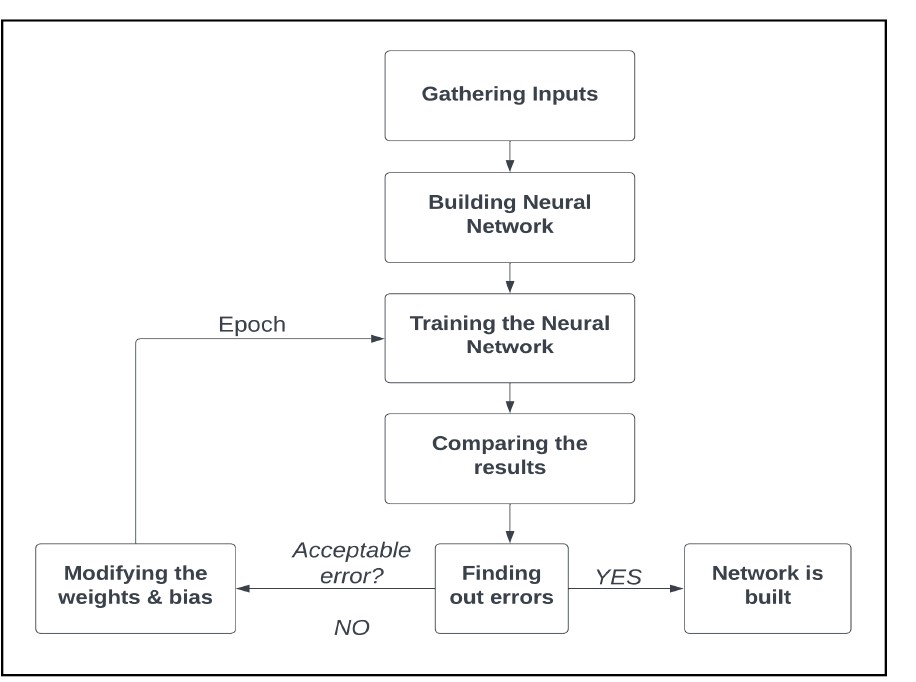 Gathering Inputs
Building Neural
Network
Epoch
Training the Neural
Network
Comparing the
results
Modifying the
weights & bias
Acceptable
error?
NO
Finding
out errors
YES
Network is
built